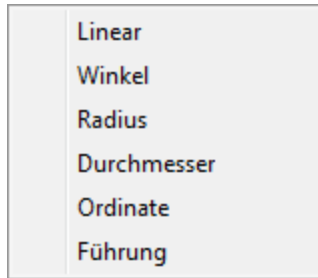 Linear
Winkel
Radius
Durchmesser
Ordinate
Führung